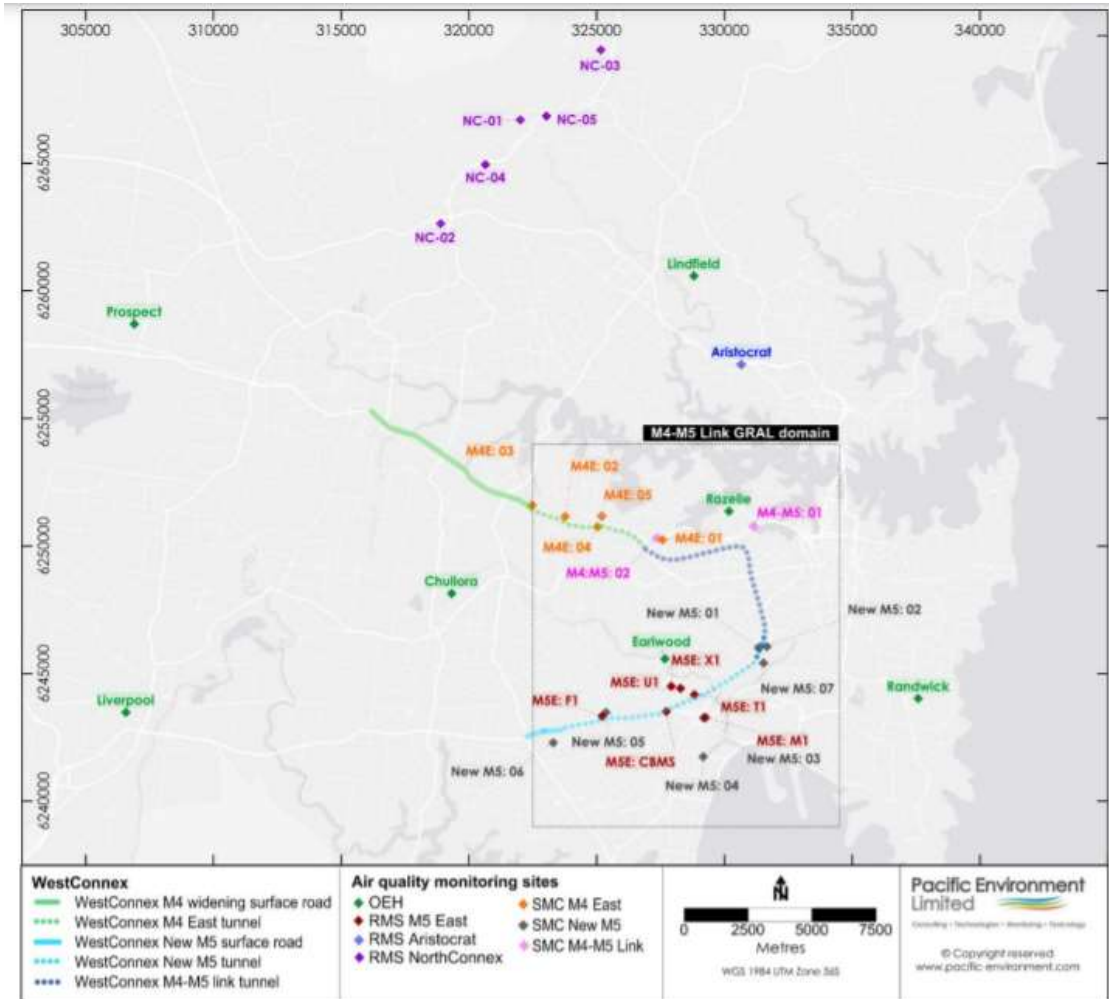 305000 310000 315000 320000 325000 330000 335000 340000
NC-03
NC-01
NC-05
NC-04
NC-02
6265000
Lindfield
6260000
Prospect
Aristocrat
6255000
M4-M5 Link GRAL domain
M4E: 03
M4E: 02
M4E: 05
Rozelle
M4-M5: 01
M4E: 04
M4E: 01
6250000
M4:M5: 02
Chullora
New M5: 01
New M5: 02
Earlwood
M5E: X1
6245000
M5E: U1
New M5: 07
Liverpool
Randwick
M5E: F1
M5E: T1
New M5: 05
M5E: M1
M5E: CBMS
New M5: 03
New M5: 06
New M5: 04
6240000
WestConnex
WestConnex M4 widening surface road
WestConnex M4 East tunnel
WestConnex New M5 surface road
WestConnex New M5 tunnel
WestConnex M4-M5 link tunnel
Air quality monitoring sites
OEH
RMS M5 East
RMS Aristocrat
RMS NorthConnex
SMC M4 East
SMC New M5
SMC M4-M5 Link
N
0 2500 5000 7500
Metres
WGS 1984 UTM Zone 56S
Pacific Environment
Limited
Consulting • Technologies • Monitoring • Toxicology
© Copyright reserved
www.pacific-environment.com